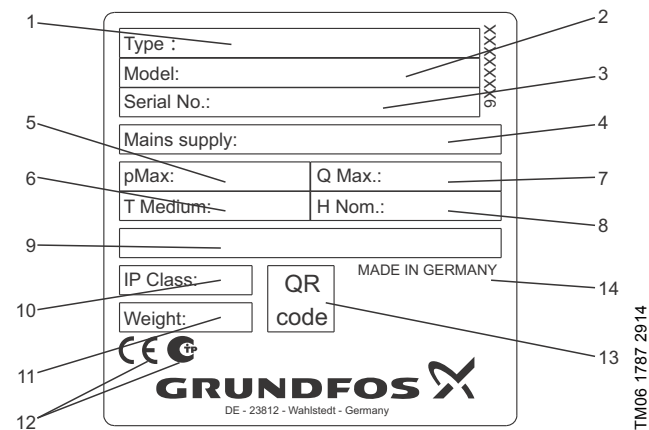 1
2
3
4
5
6
7
8
9
10
11
12
13
14
Type :
Model:
Serial No.:
9XXXXXXX
Mains supply:
pMax:
Q Max.:
T Medium:
H Nom.:
IP Class:
QR
code
MADE IN GERMANY
Weight:
CE
GRUNDFOS
DE - 23812 - Wahlstedt - Germany
TM06 1787 2914